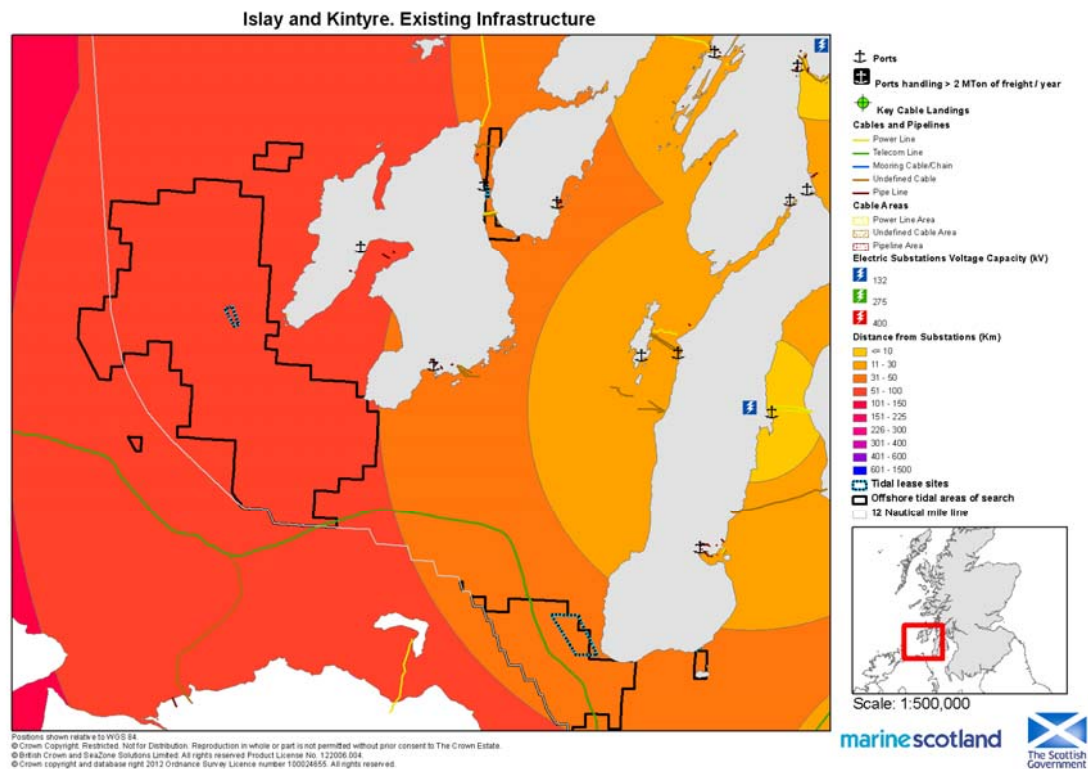 Islay and Kintyre. Existing Infrastructure
Ports
Ports handling > 2 MTon of freight / year
Key Cable Landings
Cables and Pipelines
Power Line
Telecom Line
Mooring Cable/Chain
Undefined Cable
Pipe Line
Cable Areas
Power Line Area
Undefined Cable Area
Pipeline Area
Electric Substations Voltage Capacity (kV)
132
275
400
Distance from Substations (Km)
<= 10
11 - 30
31 - 50
51 - 100
101 - 150
151 - 225
226 - 300
301 - 400
401 - 600
601 - 1500
Tidal lease sites
Offshore tidal areas of search
12 Nautical mile line
Scale: 1:500,000
marinescotland
The Scottish
Government
Positions shown relative to WGS 84.
© Crown Copyright. Restricted. Not for Distribution. Reproduction in whole or part is not permitted without prior consent to The Crown Estate.
© British Crown and SeaZone Solutions Limited. All rights reserved. Product License No. 122006.004.
© Crown copyright and database right 2012 Ordnance Survey Licence number 100024655. All rights reserved.